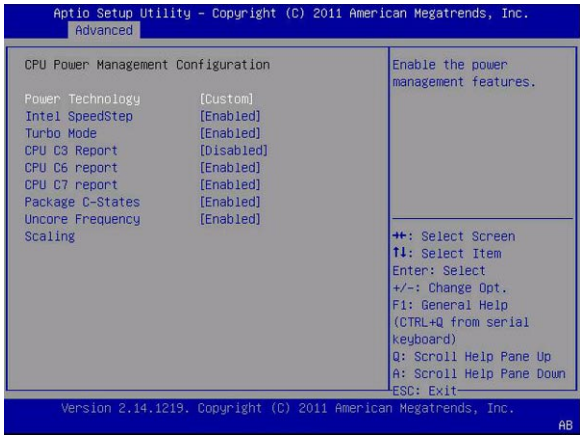 Aptio Setup Utility – Copyright (C) 2011 American Megatrends, Inc.
Advanced
CPU Power Management Configuration
Power Technology [Custom]
Intel SpeedStep [Enabled]
Turbo Mode [Enabled]
CPU C3 Report [Disabled]
CPU C6 report [Enabled]
CPU C7 report [Enabled]
Package C-States [Enabled]
Uncore Frequency [Enabled]
Scaling
Enable the power
management features.
→←: Select Screen
↑↓: Select Item
Enter: Select
+/-: Change Opt.
F1: General Help
(CTRL+Q from serial
keyboard)
Q: Scroll Help Pane Up
A: Scroll Help Pane Down
ESC: Exit
Version 2.14.1219. Copyright (C) 2011 American Megatrends, Inc.
AB